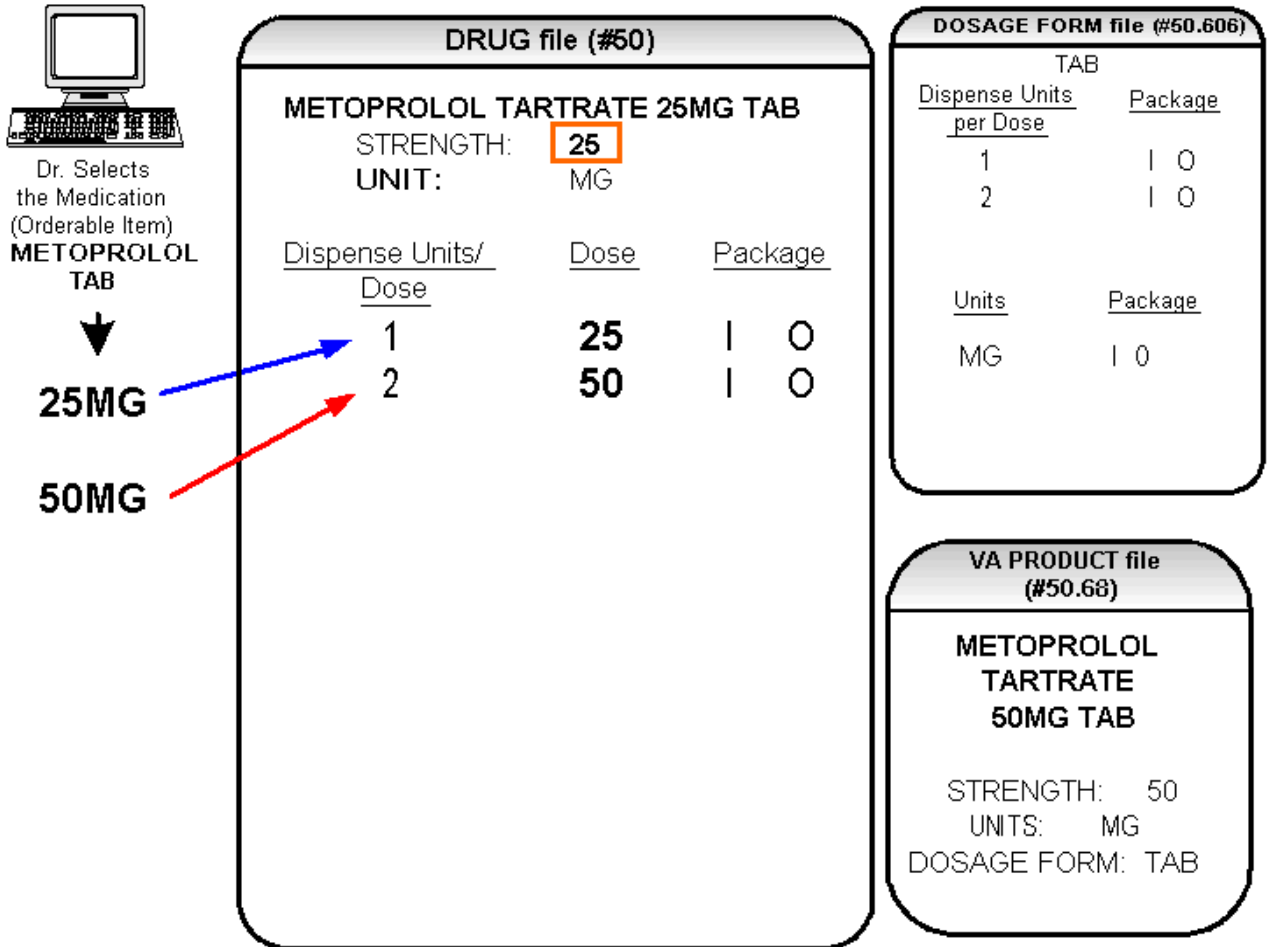 Dr. Selects
the Medication
(Orderable Item)
METOPROLOL
TAB
25MG
50MG
DRUG file (#50)
METOPROLOL TARTRATE 25MG TAB
STRENGTH: 25
UNIT: MG
Dispense Units/ Dose Package
Dose
1 25 I O
2 50 I O
DOSAGE FORM file (#50.606)
TAB
Dispense Units Package
per Dose
1 I O
2 I O
Units Package
MG I 0
VA PRODUCT file
(#50.68)
METOPROLOL
TARTRATE
50MG TAB
STRENGTH: 50
UNITS: MG
DOSAGE FORM: TAB